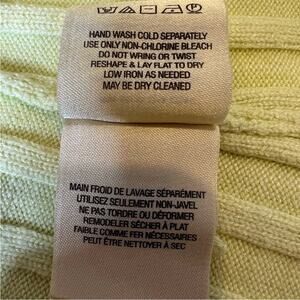 HAND WASH COLD SEPARATELY
USE ONLY NON-CHLORINE BLEACH
DO NOT WRING OR TWIST
RESHAPE & LAY FLAT TO DRY
LOW IRON AS NEEDED
MAY BE DRY CLEANED
MAIN FROID DE LAVAGE SÉPARÉMENT
UTILISEZ SEULEMENT NON-JAVEL
NE PAS TORDRE OU DÉFORMER
REMODELER SÉCHER À PLAT
FAIBLE COMME FER NÉCESSAIRES
PEUT ÊTRE NETTOYER À SEC